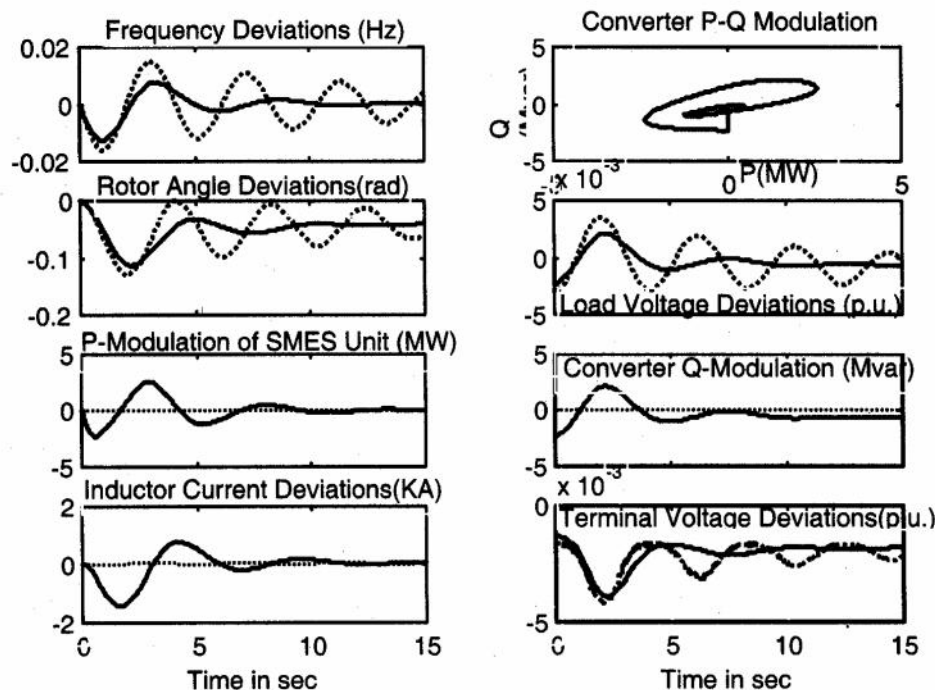 Frequency Deviations (Hz)
0.02
0
-0.02
Rotor Angle Deviations(rad)
0
-0.1
-0.2
P-Modulation of SMES Unit (MW)
5
0
-5
Inductor Current Deviations(KA)
2
0
-2
0 5 10 15
Time in sec
Converter P-Q Modulation
5
0
-5
Q
x 10-3 0 5
P(MW)
5
0
-5
Load Voltage Deviations (p.u.)
Converter Q-Modulation (Mvar)
5
0
-5
x 10-3
0
Terminal Voltage Deviations(p.u.)
-5
0 5 10 15
Time in sec